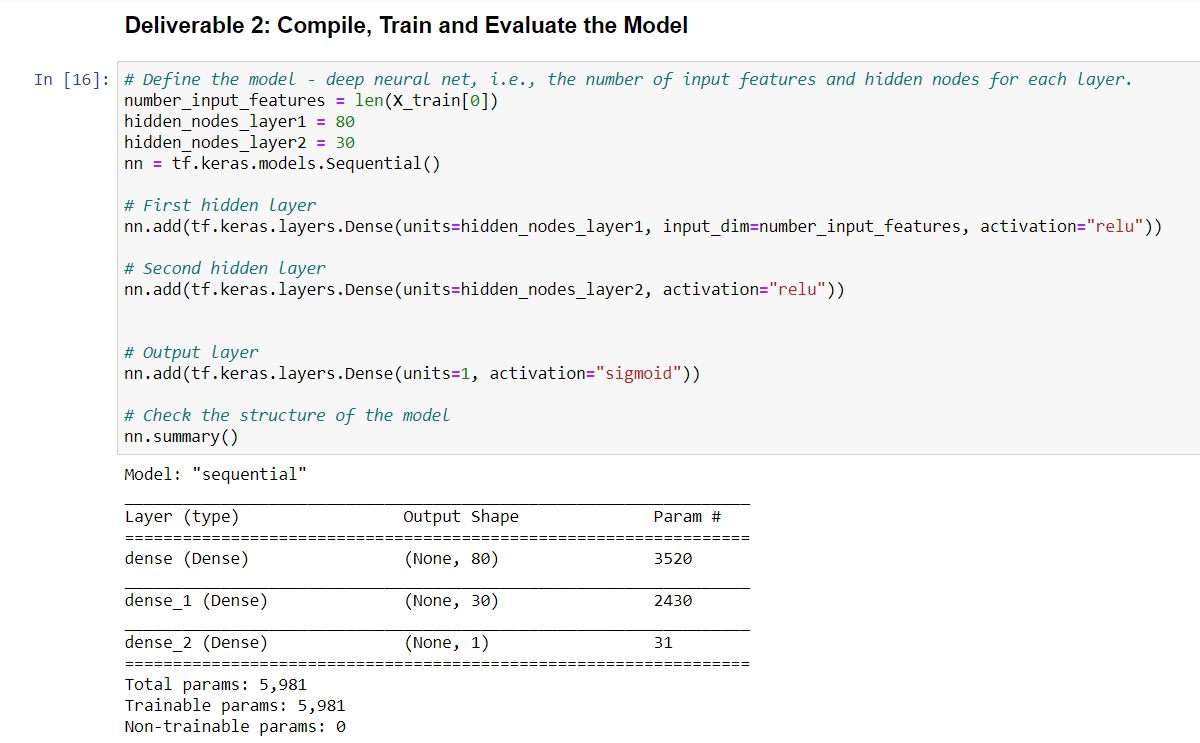 Deliverable 2: Compile, Train and Evaluate the Model
In [16]: # Define the model - deep neural net, i.e., the number of input features and hidden nodes for each layer.
number_input_features = len(X_train[0])
hidden_nodes_layer1 = 80
hidden_nodes_layer2 = 30
nn = tf.keras.models.Sequential()
# First hidden layer
nn.add(tf.keras.layers.Dense(units=hidden_nodes_layer1, input_dim=number_input_features, activation="relu"))
# Second hidden layer
nn.add(tf.keras.layers.Dense(units=hidden_nodes_layer2, activation="relu"))
# Output layer
nn.add(tf.keras.layers.Dense(units=1, activation="sigmoid"))
# Check the structure of the model
nn.summary()
Model: "sequential"
_________________________________________________________________
Layer (type) Output Shape Param #
=================================================================
dense (Dense) (None, 80) 3520
_________________________________________________________________
dense_1 (Dense) (None, 30) 2430
_________________________________________________________________
dense_2 (Dense) (None, 1) 31
=================================================================
Total params: 5,981
Trainable params: 5,981
Non-trainable params: 0